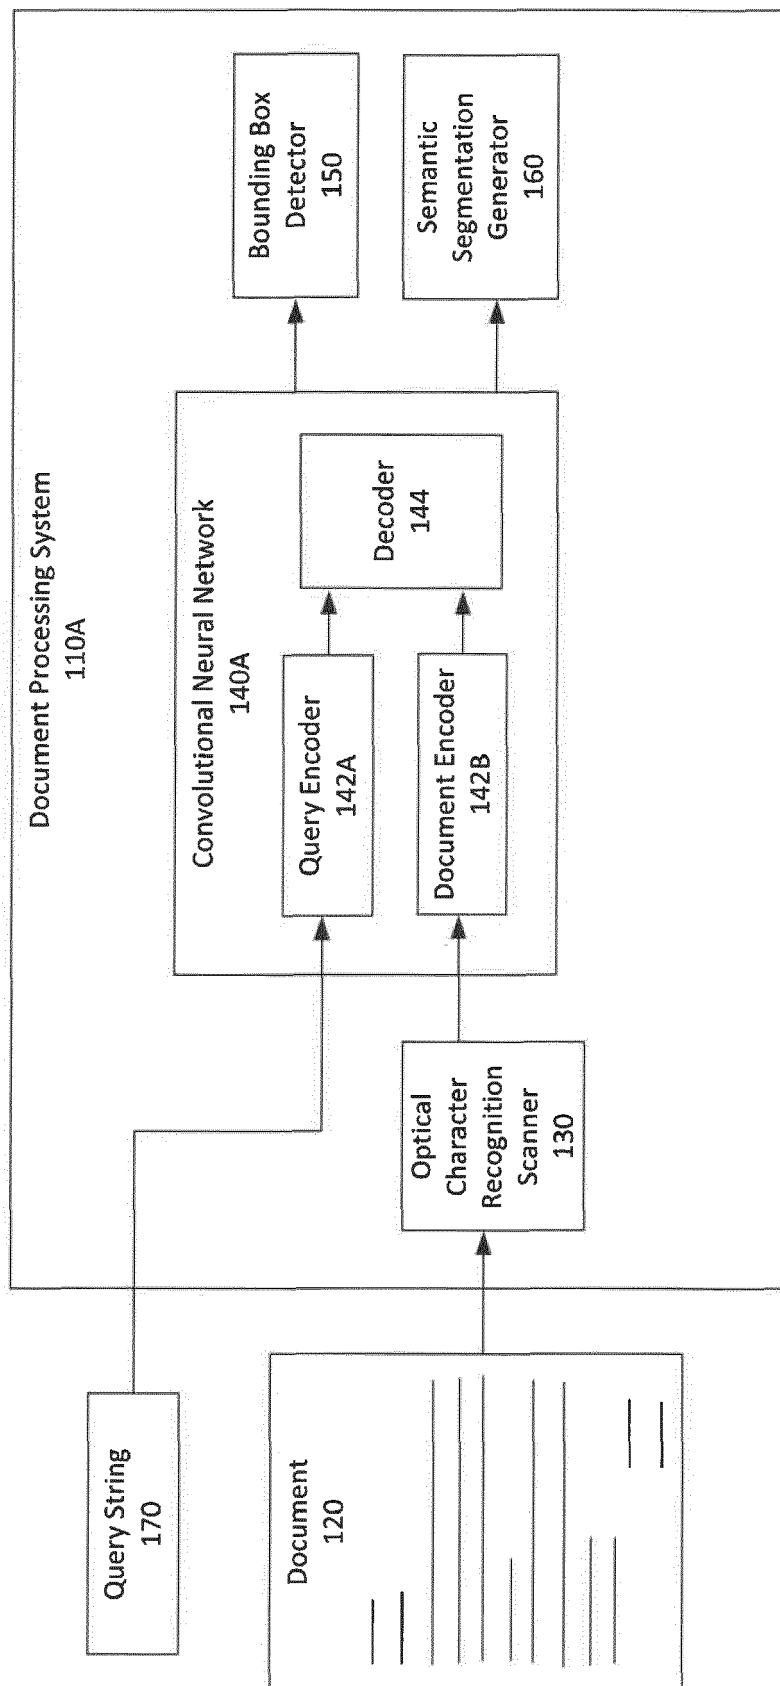 Document Processing System
110A
Query String
170
Document
120
Optical
Character
Recognition
Scanner
130
Convolutional Neural Network
140A
Query Encoder
142A
Document Encoder
142B
Decoder
144
Bounding Box
Detector
150
Semantic
Segmentation
Generator
160